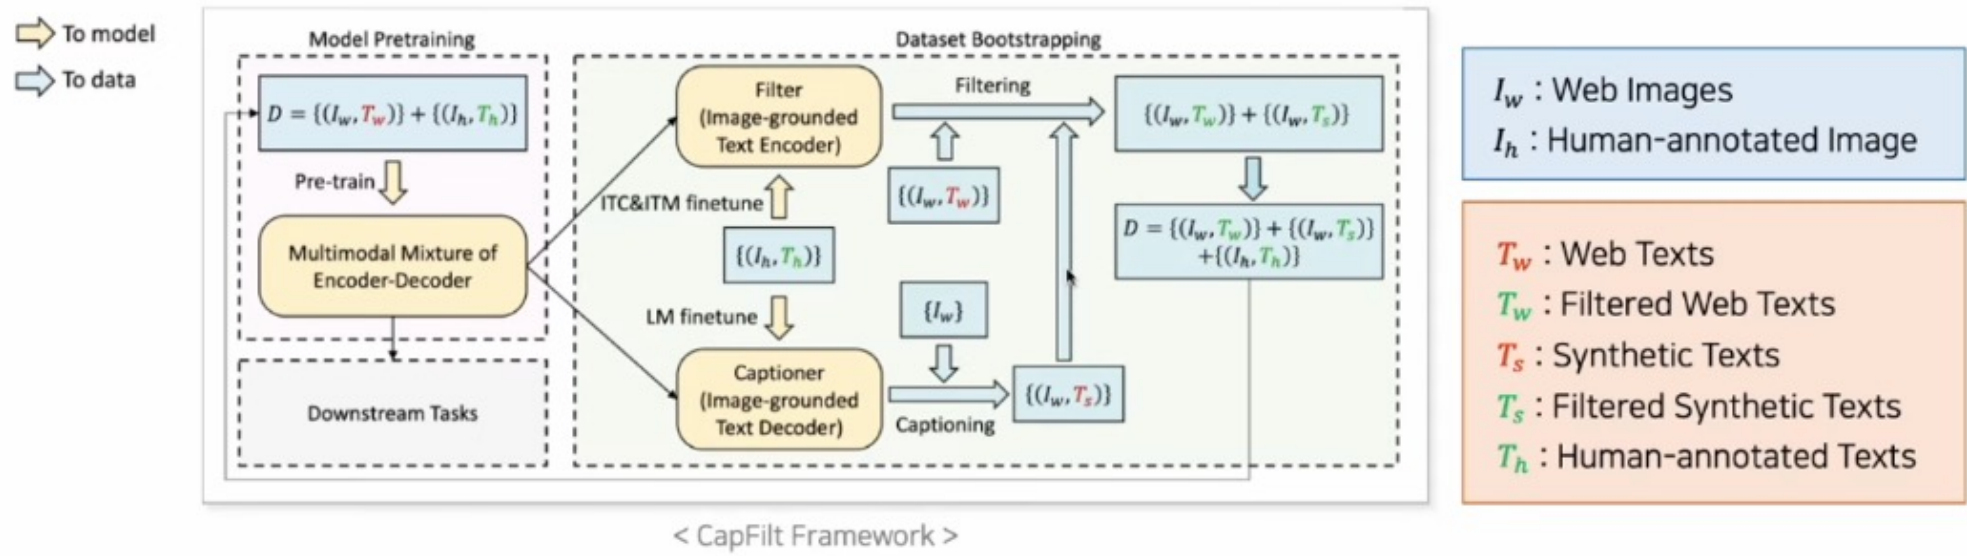 To model
To data
Model Pretraining
D = {(I_w, T_w)} + {(I_h, T_h)}
Pre-train
Multimodal Mixture of
Encoder-Decoder
Downstream Tasks
Dataset Bootstrapping
Filter
(Image-grounded
Text Encoder)
ITC&ITM finetune
{(I_h, T_h)}
LM finetune
Captioner
(Image-grounded
Text Decoder)
Filtering
{(I_w, T_w)}
{I_w}
Captioning
{(I_w, T_s)}
{(I_w, T_w)} + {(I_w, T_s)}
D = {(I_w, T_w)} + {(I_w, T_s)}
+{(I_h, T_h)}
< CapFilt Framework >
I_w : Web Images
I_h : Human-annotated Image
T_w : Web Texts
T_w : Filtered Web Texts
T_s : Synthetic Texts
T_s : Filtered Synthetic Texts
T_h : Human-annotated Texts